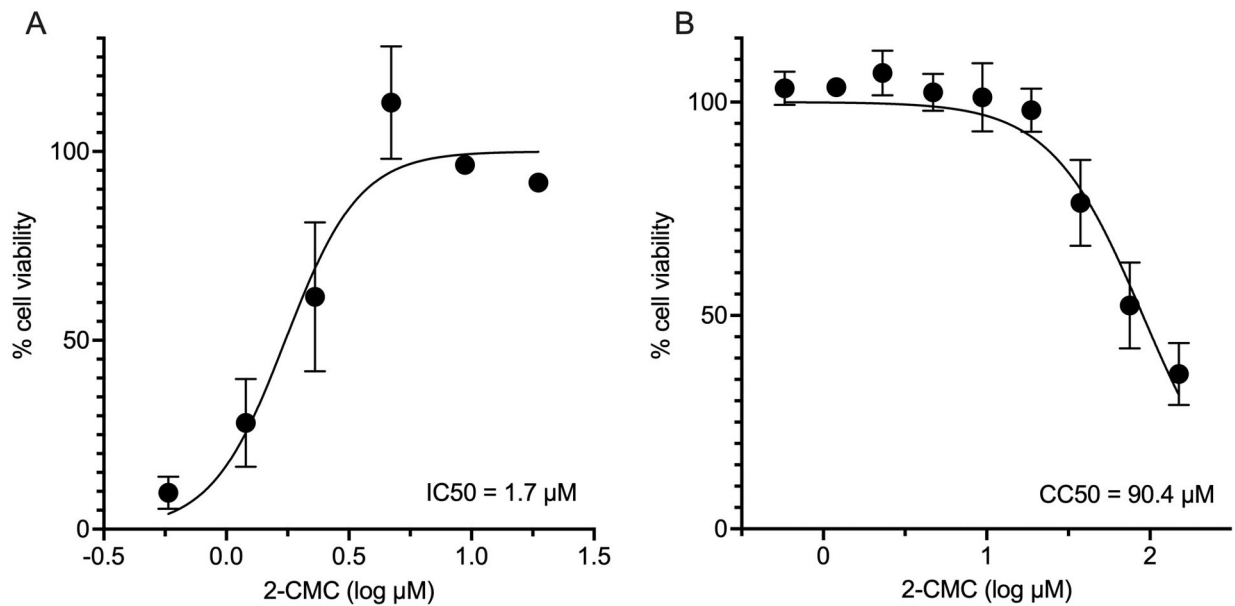 A
% cell viability
100
50
0
-0.5
0.0
0.5
1.0
1.5
IC50 = 1.7 µM
2-CMC (log µM)
B
% cell viability
100
50
0
0
1
2
CC50 = 90.4 µM
2-CMC (log µM)